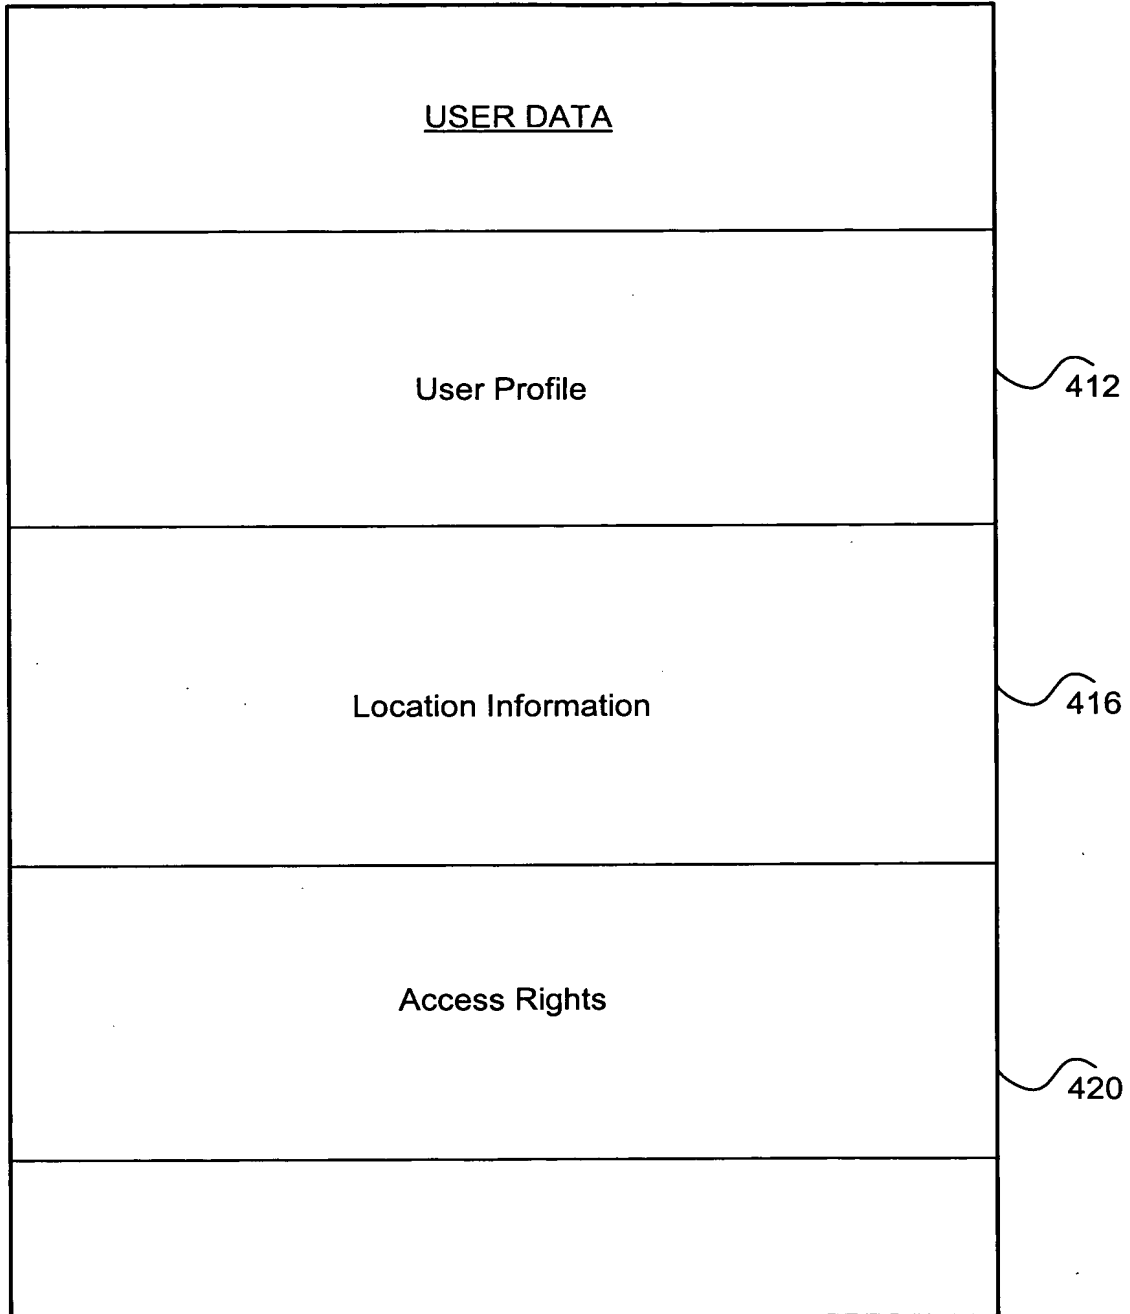 USER DATA
User Profile
412
Location Information
416
Access Rights
420